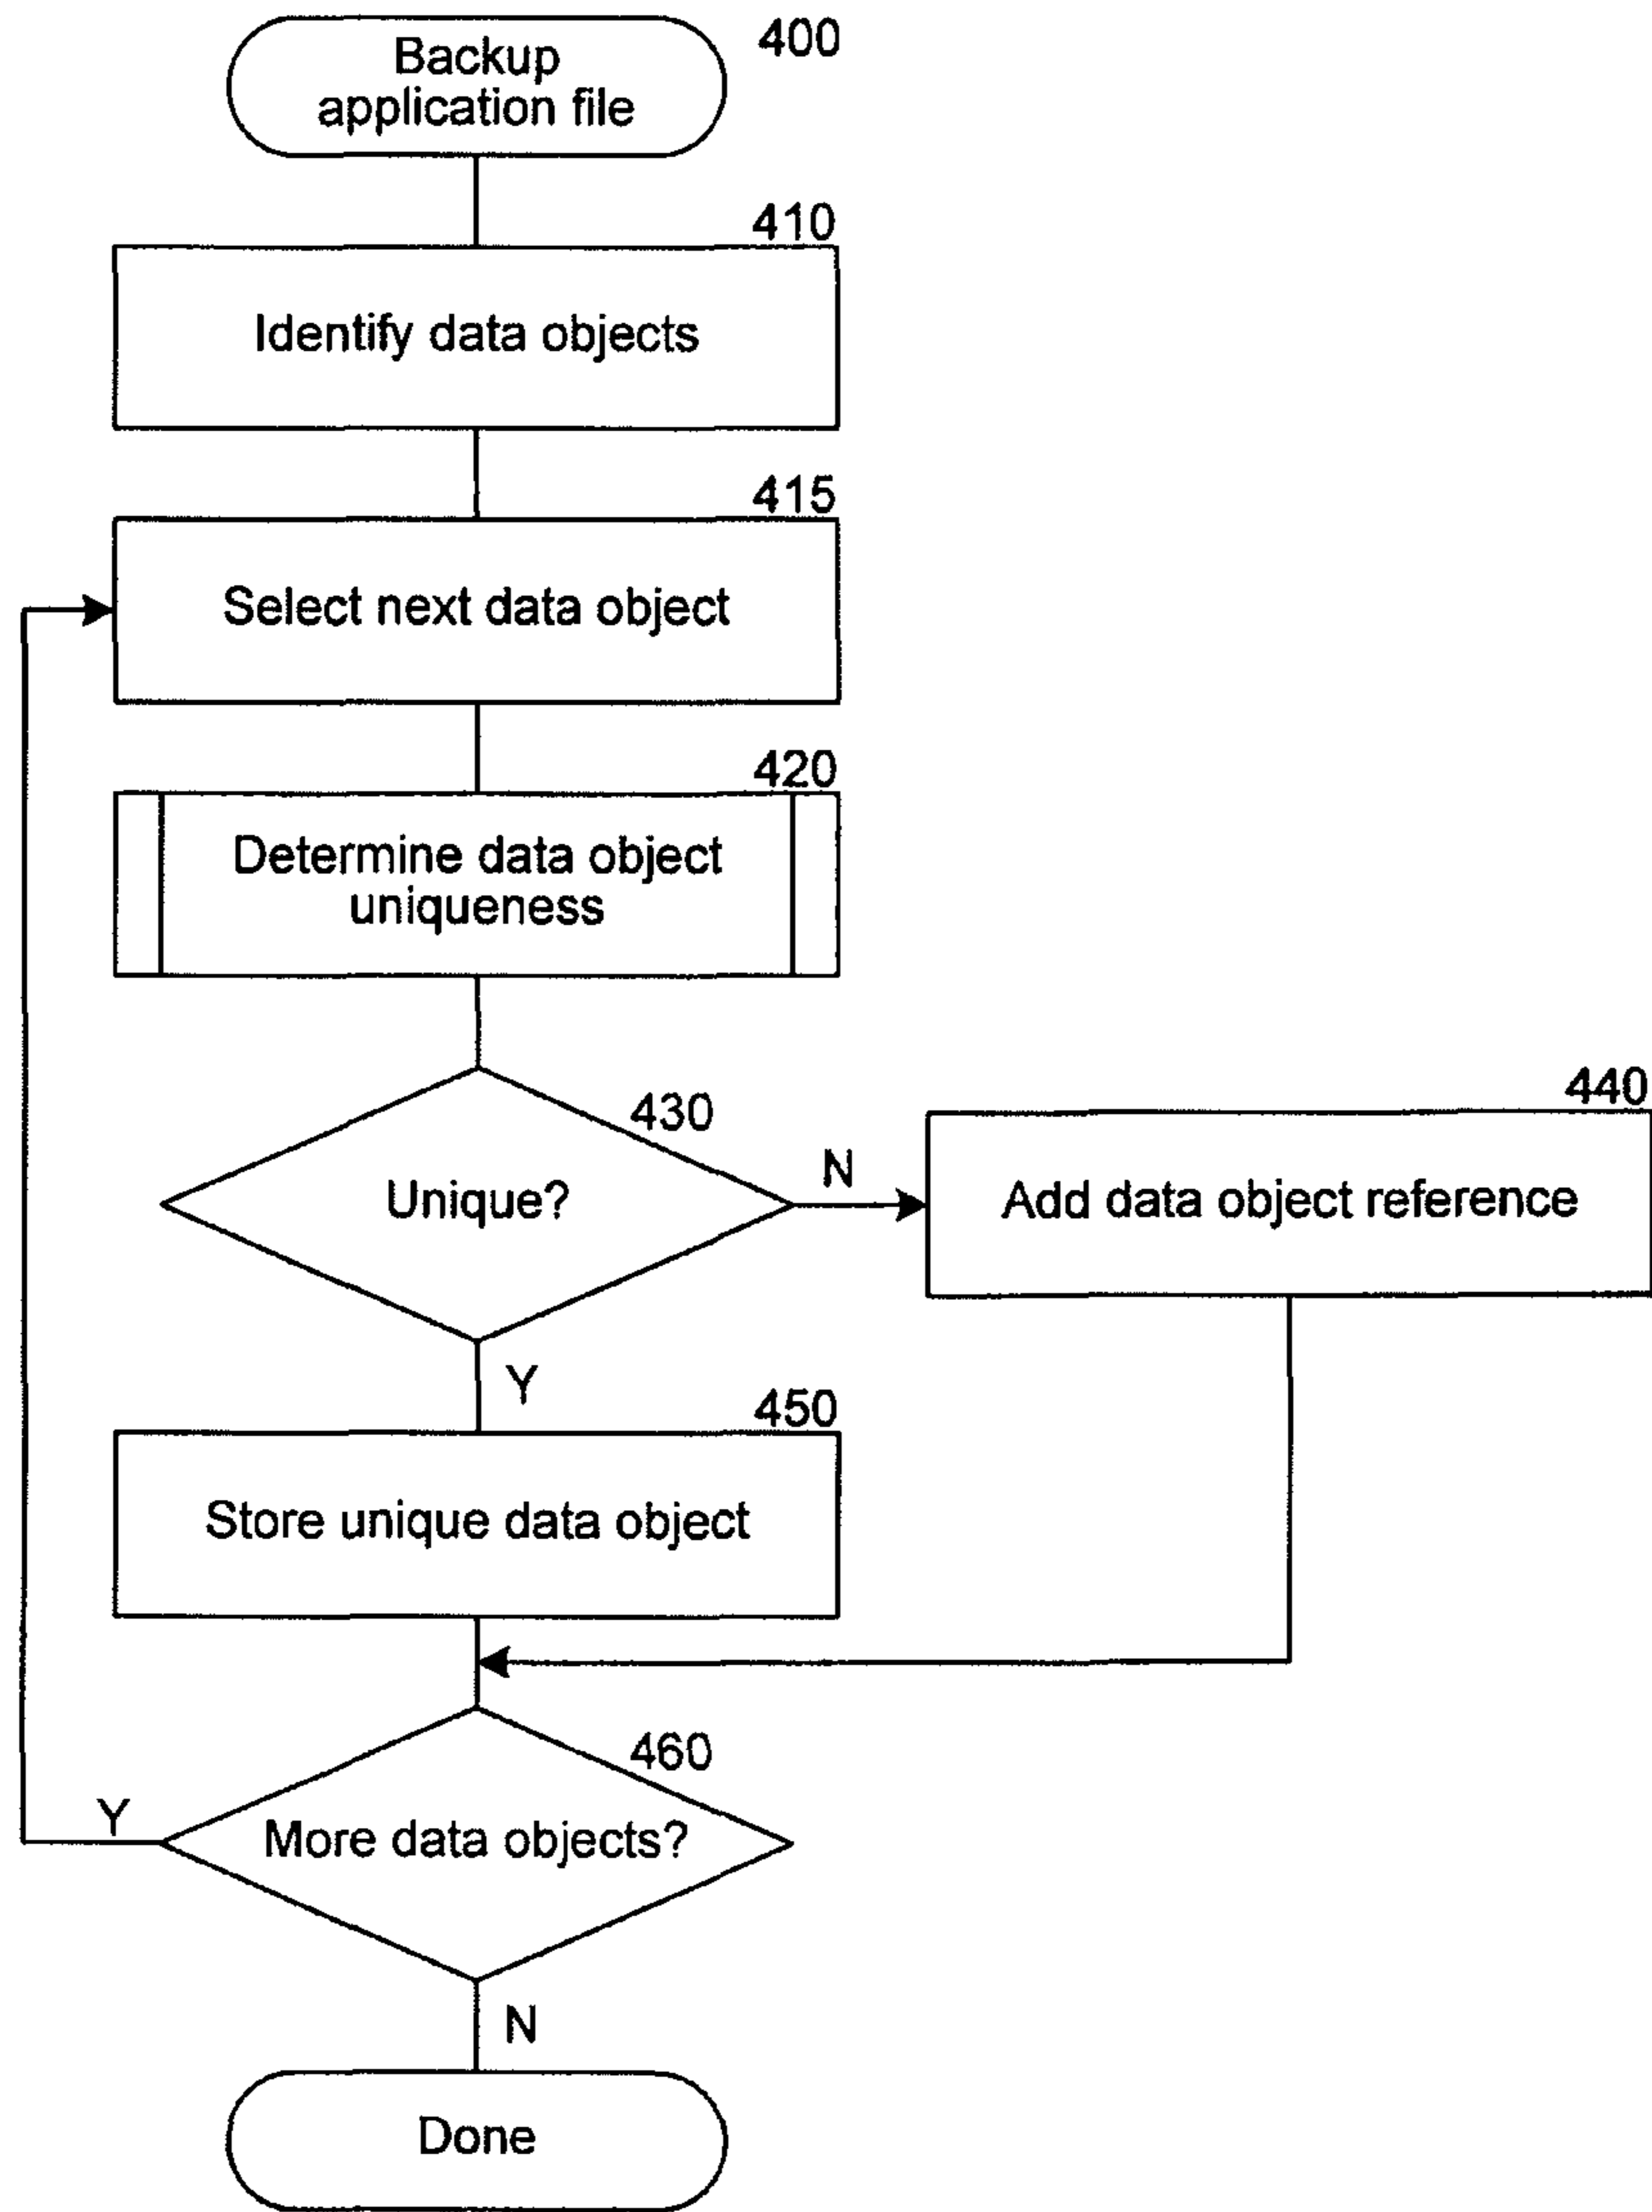 Backup
application file
400
410
Identify data objects
415
Select next data object
420
Determine data object
uniqueness
430
Unique?
N
440
Add data object reference
Y
450
Store unique data object
460
More data objects?
Y
N
Done